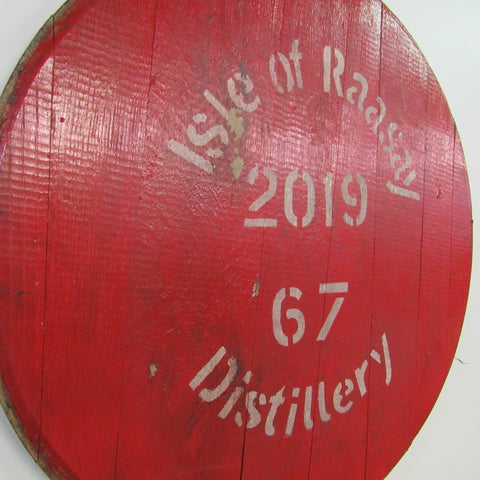 Isle of Raasay
2019
'67
Distillery